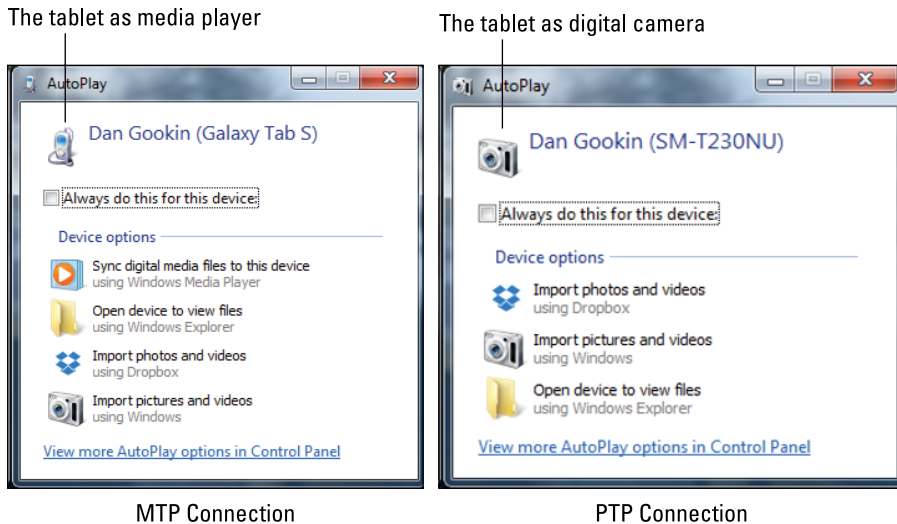 The tablet as media player
AutoPlay
Dan Gookin (Galaxy Tab S)
Always do this for this device:
Device options
Sync digital media files to this device
using Windows Media Player
Open device to view files
using Windows Explorer
Import photos and videos
using Dropbox
Import pictures and videos
using Windows
View more AutoPlay options in Control Panel
MTP Connection
The tablet as digital camera
AutoPlay
Dan Gookin (SM-T230NU)
Always do this for this device:
Device options
Import photos and videos
using Dropbox
Import pictures and videos
using Windows
Open device to view files
using Windows Explorer
View more AutoPlay options in Control Panel
PTP Connection